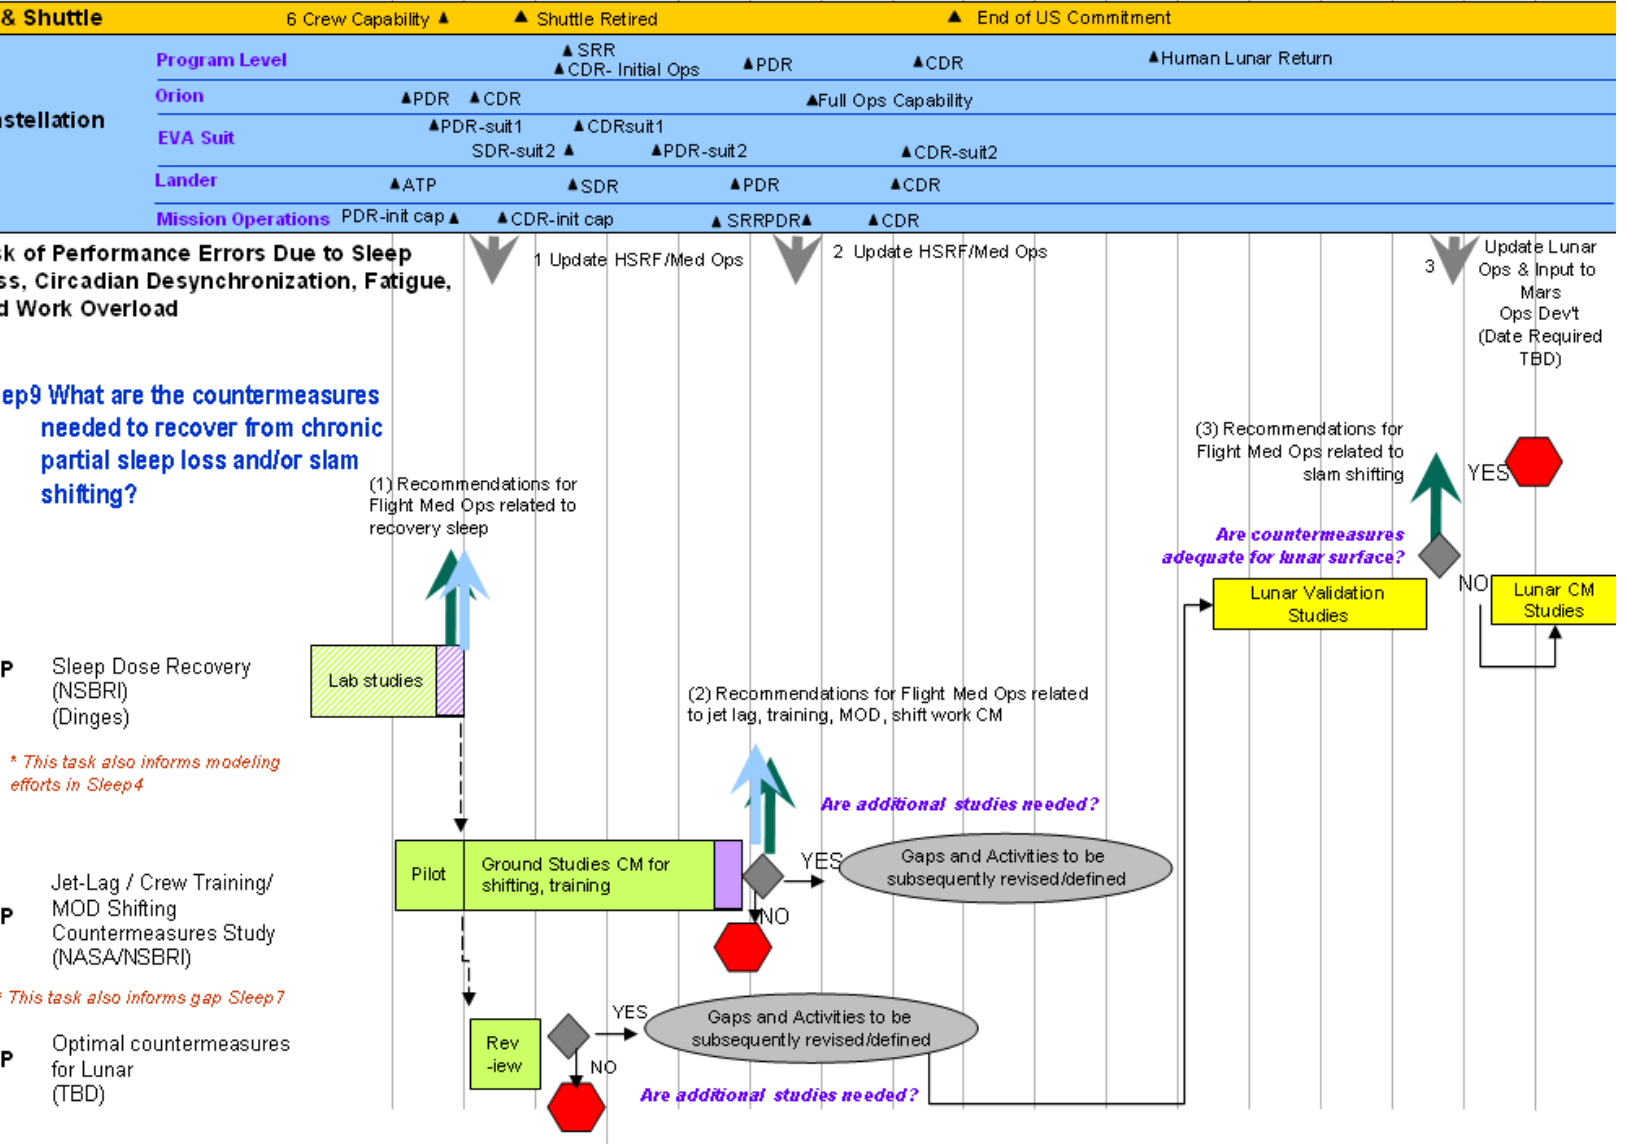 & Shuttle
6 Crew Capability
Shuttle Retired
End of US Commitment
stellation
Program Level
SRR
CDR- Initial Ops
PDR
CDR
Human Lunar Return
Orion
PDR
CDR
Full Ops Capability
EVA Suit
PDR-suit1
CDRsuit1
SDR-suit2
PDR-suit2
CDR-suit2
Lander
ATP
SDR
PDR
CDR
Mission Operations
PDR-init cap
CDR-init cap
SRRPDR
CDR
sk of Performance Errors Due to Sleep
ss, Circadian Desynchronization, Fatigue,
d Work Overload
1 Update HSRF/Med Ops
2 Update HSRF/Med Ops
3
Update Lunar
Ops & Input to
Mars
Ops Dev't
(Date Required
TBD)
ep9 What are the countermeasures
needed to recover from chronic
partial sleep loss and/or slam
shifting?
(1) Recommendations for
Flight Med Ops related to
recovery sleep
(3) Recommendations for
Flight Med Ops related to
slam shifting
YES
Are countermeasures
adequate for lunar surface?
NO
Lunar Validation
Studies
Lunar CM
Studies
P
Sleep Dose Recovery
(NSBRI)
(Dinges)
Lab studies
(2) Recommendations for Flight Med Ops related
to jet lag, training, MOD, shift work CM
* This task also informs modeling
efforts in Sleep4
Are additional studies needed?
Pilot
Ground Studies CM for
shifting, training
YES
Gaps and Activities to be
subsequently revised/defined
NO
P
Jet-Lag / Crew Training/
MOD Shifting
Countermeasures Study
(NASA/NSBRI)
* This task also informs gap Sleep7
P
Optimal countermeasures
for Lunar
(TBD)
Rev
-iew
YES
Gaps and Activities to be
subsequently revised/defined
NO
Are additional studies needed?